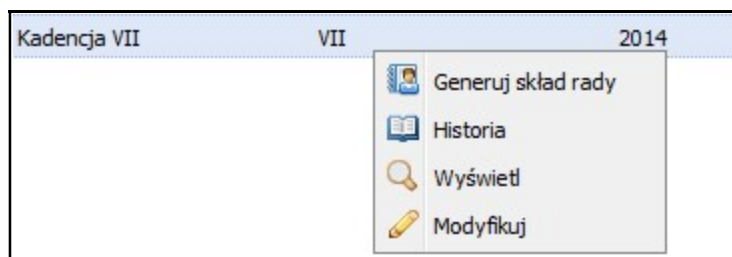 Kadencja VII VII 2014
Generuj skład rady
Historia
Wyświetl
Modyfikuj